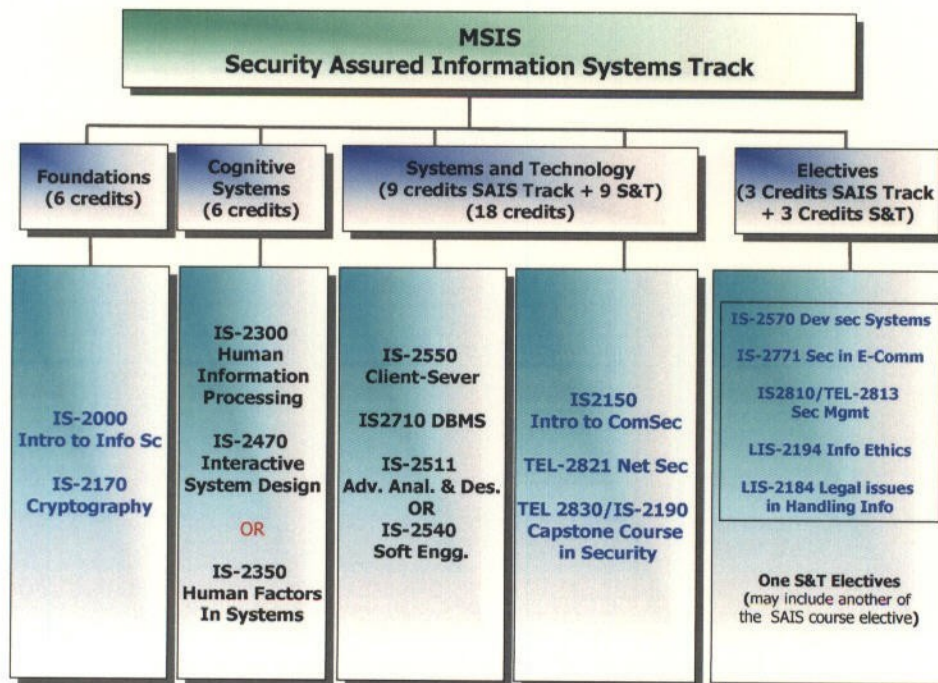 MSIS
Security Assured Information Systems Track
Foundations
(6 credits)
Cognitive
Systems
(6 credits)
Systems and Technology
(9 credits SAIS Track + 9 S&T)
(18 credits)
Electives
(3 Credits SAIS Track
+ 3 Credits S&T)
IS-2000
Intro to Info Sc
IS-2170
Cryptography
IS-2300
Human
Information
Processing
IS-2470
Interactive
System Design
OR
IS-2350
Human Factors
In Systems
IS-2550
Client-Sever
IS2710 DBMS
IS-2511
Adv. Anal. & Des.
OR
IS-2540
Soft Engg.
IS2150
Intro to ComSec
TEL-2821 Net Sec
TEL 2830/IS-2190
Capstone Course
in Security
IS-2570 Dev sec Systems
IS-2771 Sec in E-Comm
IS2810/TEL-2813
Sec Mgmt
LIS-2194 Info Ethics
LIS-2184 Legal issues
in Handling Info
One S&T Electives
(may include another of
the SAIS course elective)